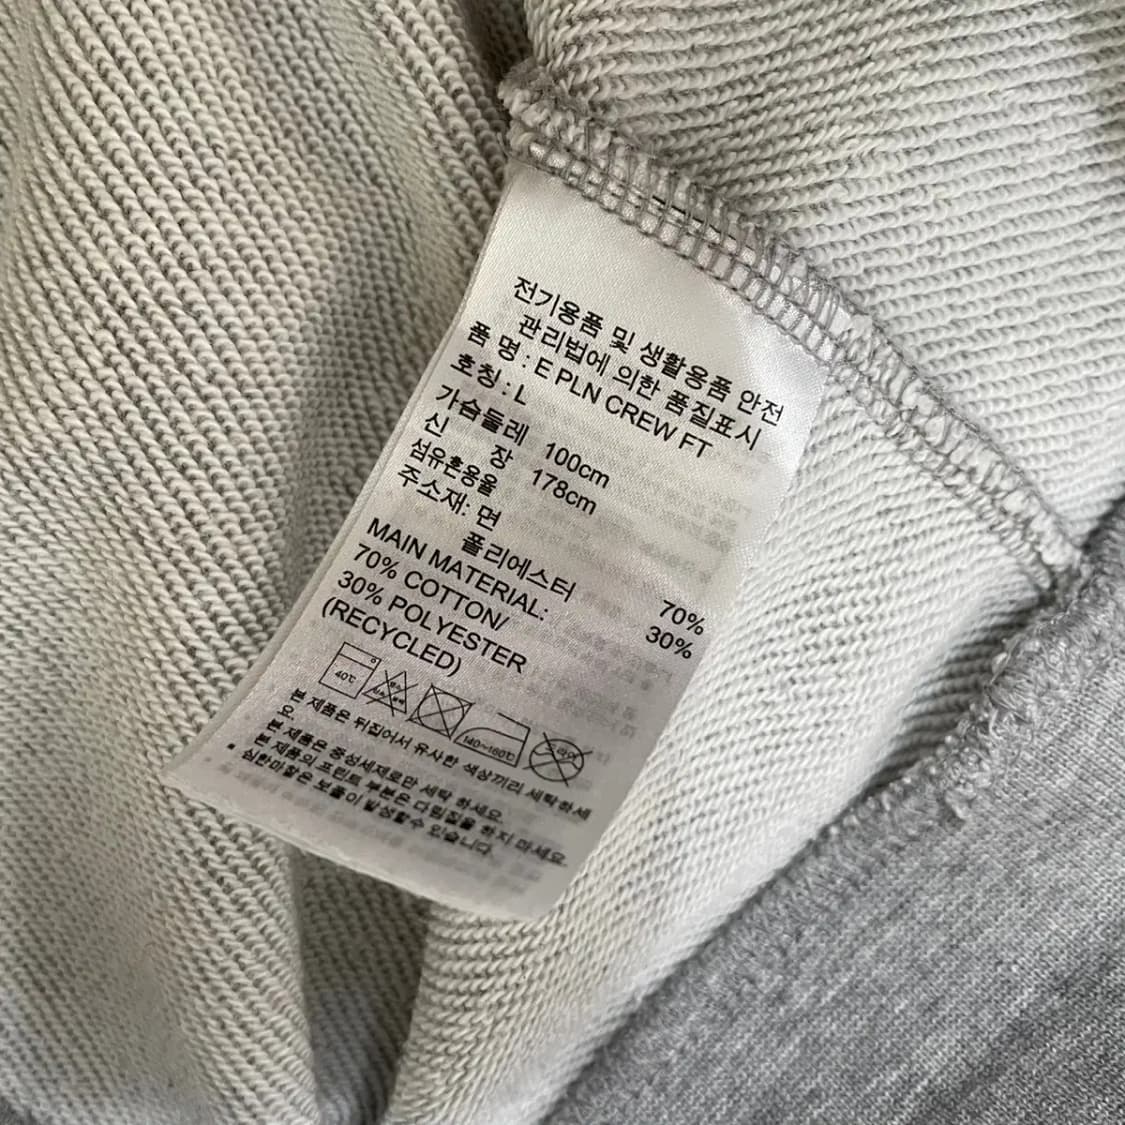 전기용품 및 생활용품 안전
관리법에 의한 품질표시
품 명 : E PLN CREW FT
호칭 : L
가슴둘레 100cm
신 장 178cm
섬유혼용율
주소재: 면 70%
폴리에스터 30%
MAIN MATERIAL:
70% COTTON/
30% POLYESTER
(RECYCLED)
40℃
140~160℃
드라이
본 제품은 뒤집어서 유사한 색상끼리 세탁하세
요.
본 제품은 중성세제로만 세탁 하세요.
본 제품의 프린트 부분은 다림질을 하지 마세요.
* 심한마찰은 보풀이 발생할수 있습니다.